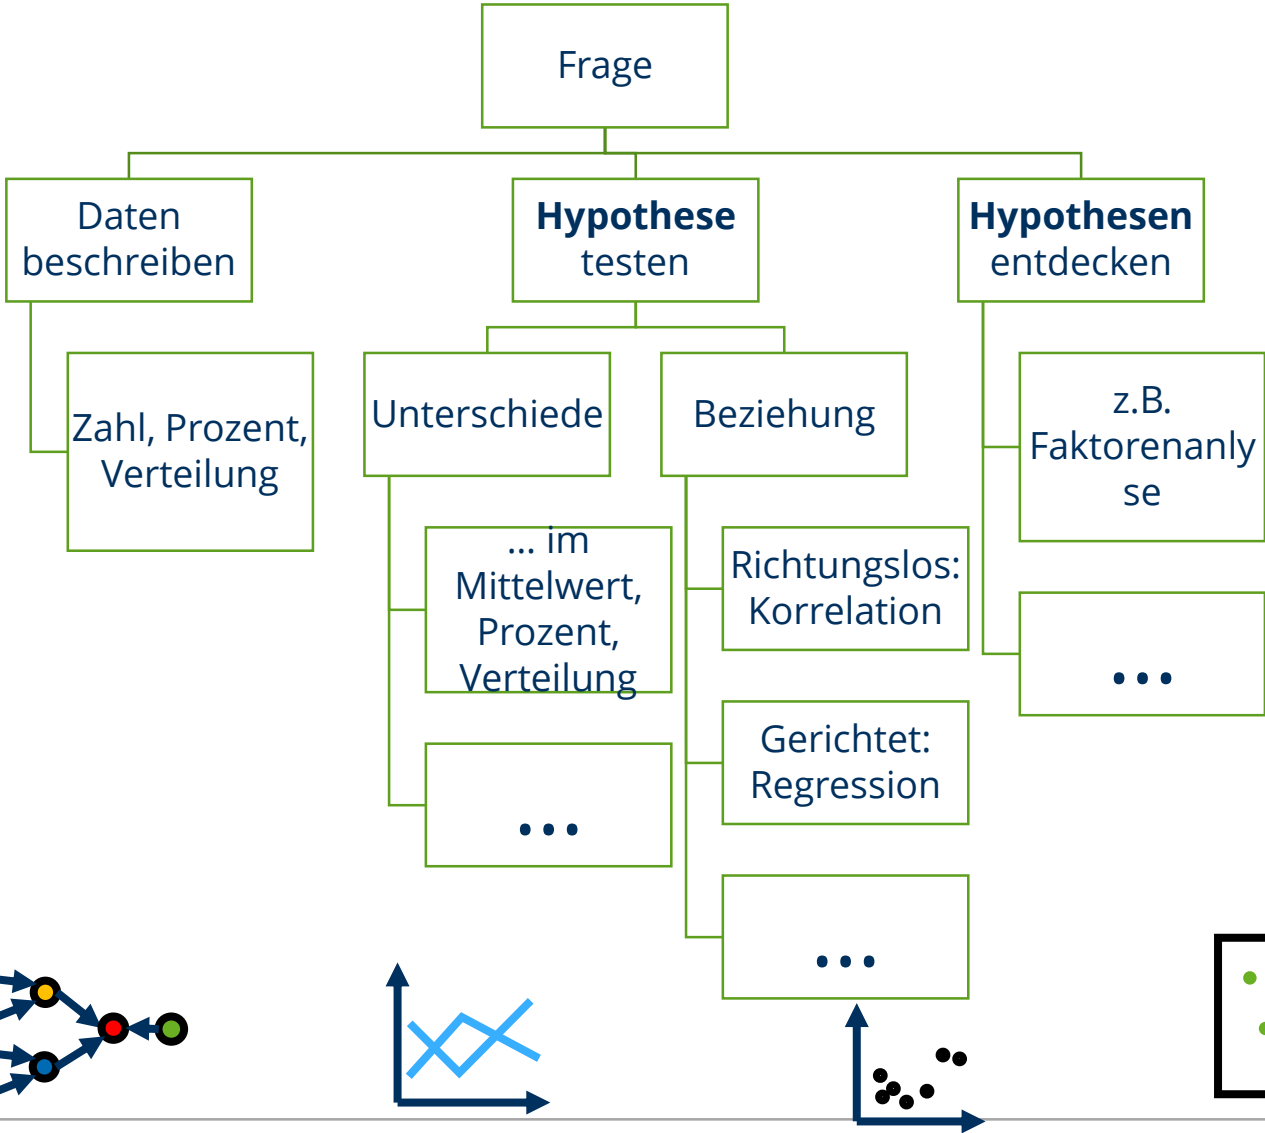 Frage
Daten
beschreiben
Hypothese
testen
Hypothesen
entdecken
Zahl, Prozent,
Verteilung
Unterschiede
Beziehung
z.B.
Faktorenanly
se
... im
Mittelwert,
Prozent,
Verteilung
...
Richtungslos:
Korrelation
Gerichtet:
Regression
...
...